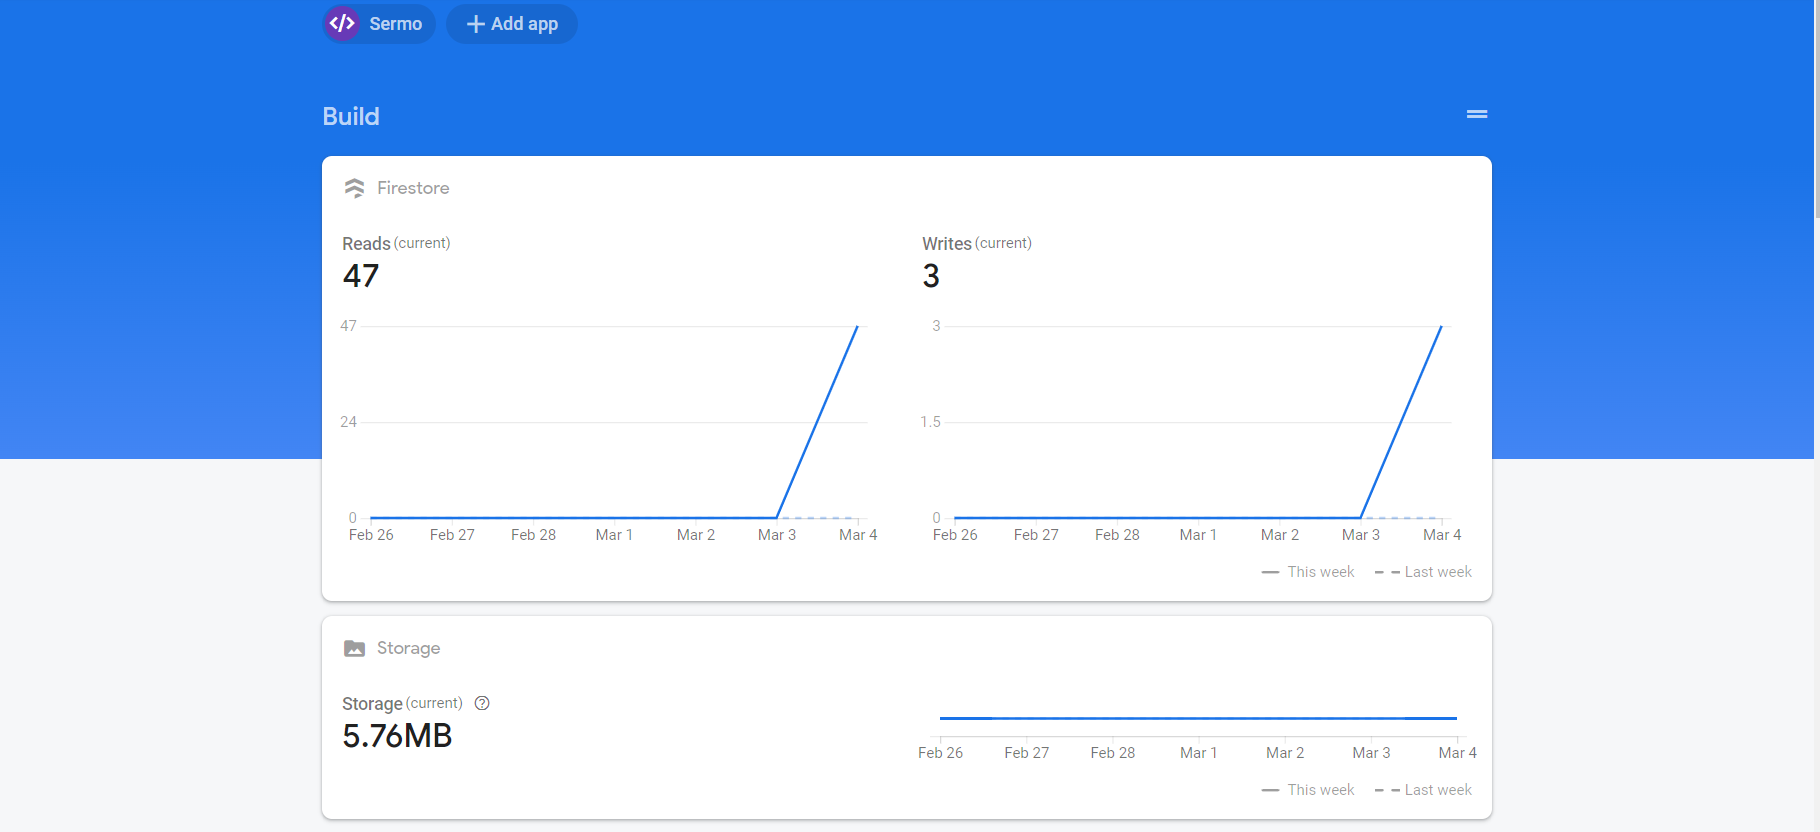 </> Sermo + Add app
Build
Firestore
Reads (current)
47
47
24
0
Feb 26 Feb 27 Feb 28 Mar 1 Mar 2 Mar 3 Mar 4
Writes (current)
3
3
1.5
0
Feb 26 Feb 27 Feb 28 Mar 1 Mar 2 Mar 3 Mar 4
This week Last week
Storage
Storage (current) ?
5.76MB
Feb 26 Feb 27 Feb 28 Mar 1 Mar 2 Mar 3 Mar 4
This week Last week